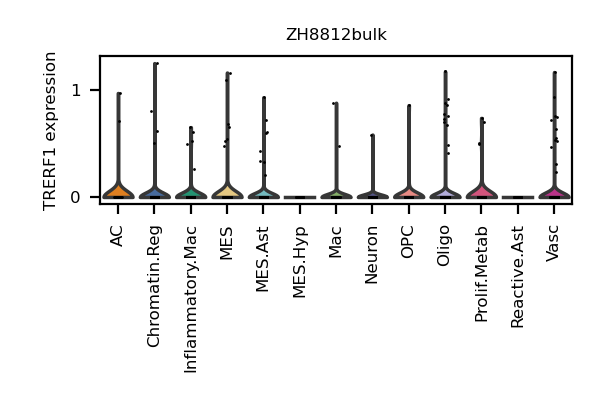 ZH8812bulk
TRERF1 expression
1
0
AC
Chromatin.Reg
Inflammatory.Mac
MES
MES.Ast
MES.Hyp
Mac
Neuron
OPC
Oligo
Prolif.Metab
Reactive.Ast
Vasc